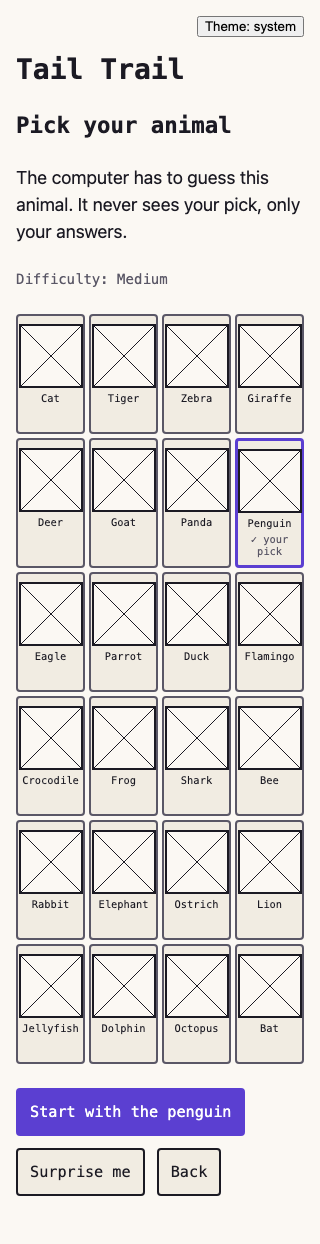 Theme: system
Tail Trail
Pick your animal
The computer has to guess this
animal. It never sees your pick, only
your answers.
Difficulty: Medium
Cat Tiger Zebra Giraffe
Deer Goat Panda Penguin
✓ your
pick
Eagle Parrot Duck Flamingo
Crocodile Frog Shark Bee
Rabbit Elephant Ostrich Lion
Jellyfish Dolphin Octopus Bat
Start with the penguin
Surprise me Back